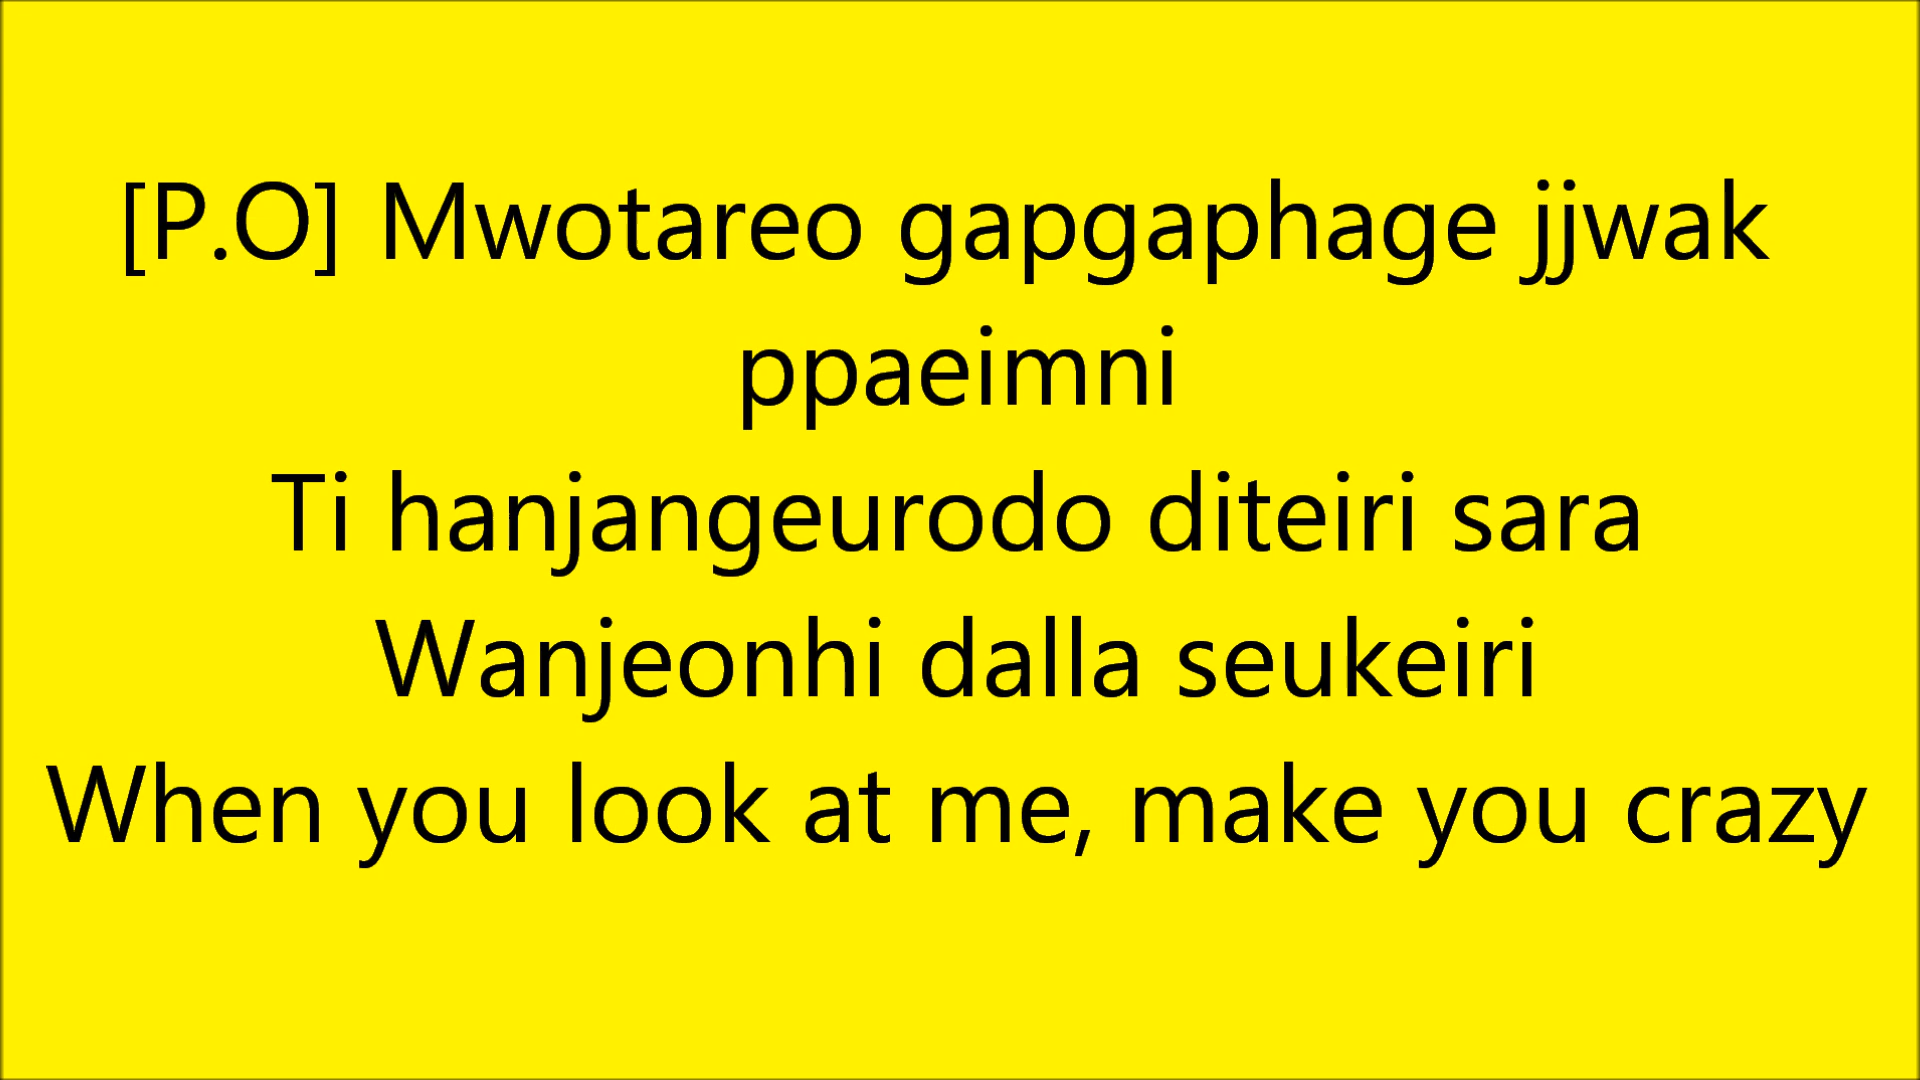 [P.O] Mwotareo gapgaphage jjwak
ppaeimni
Ti hanjangeurodo diteiri sara
Wanjeonhi dalla seukeiri
When you look at me, make you crazy